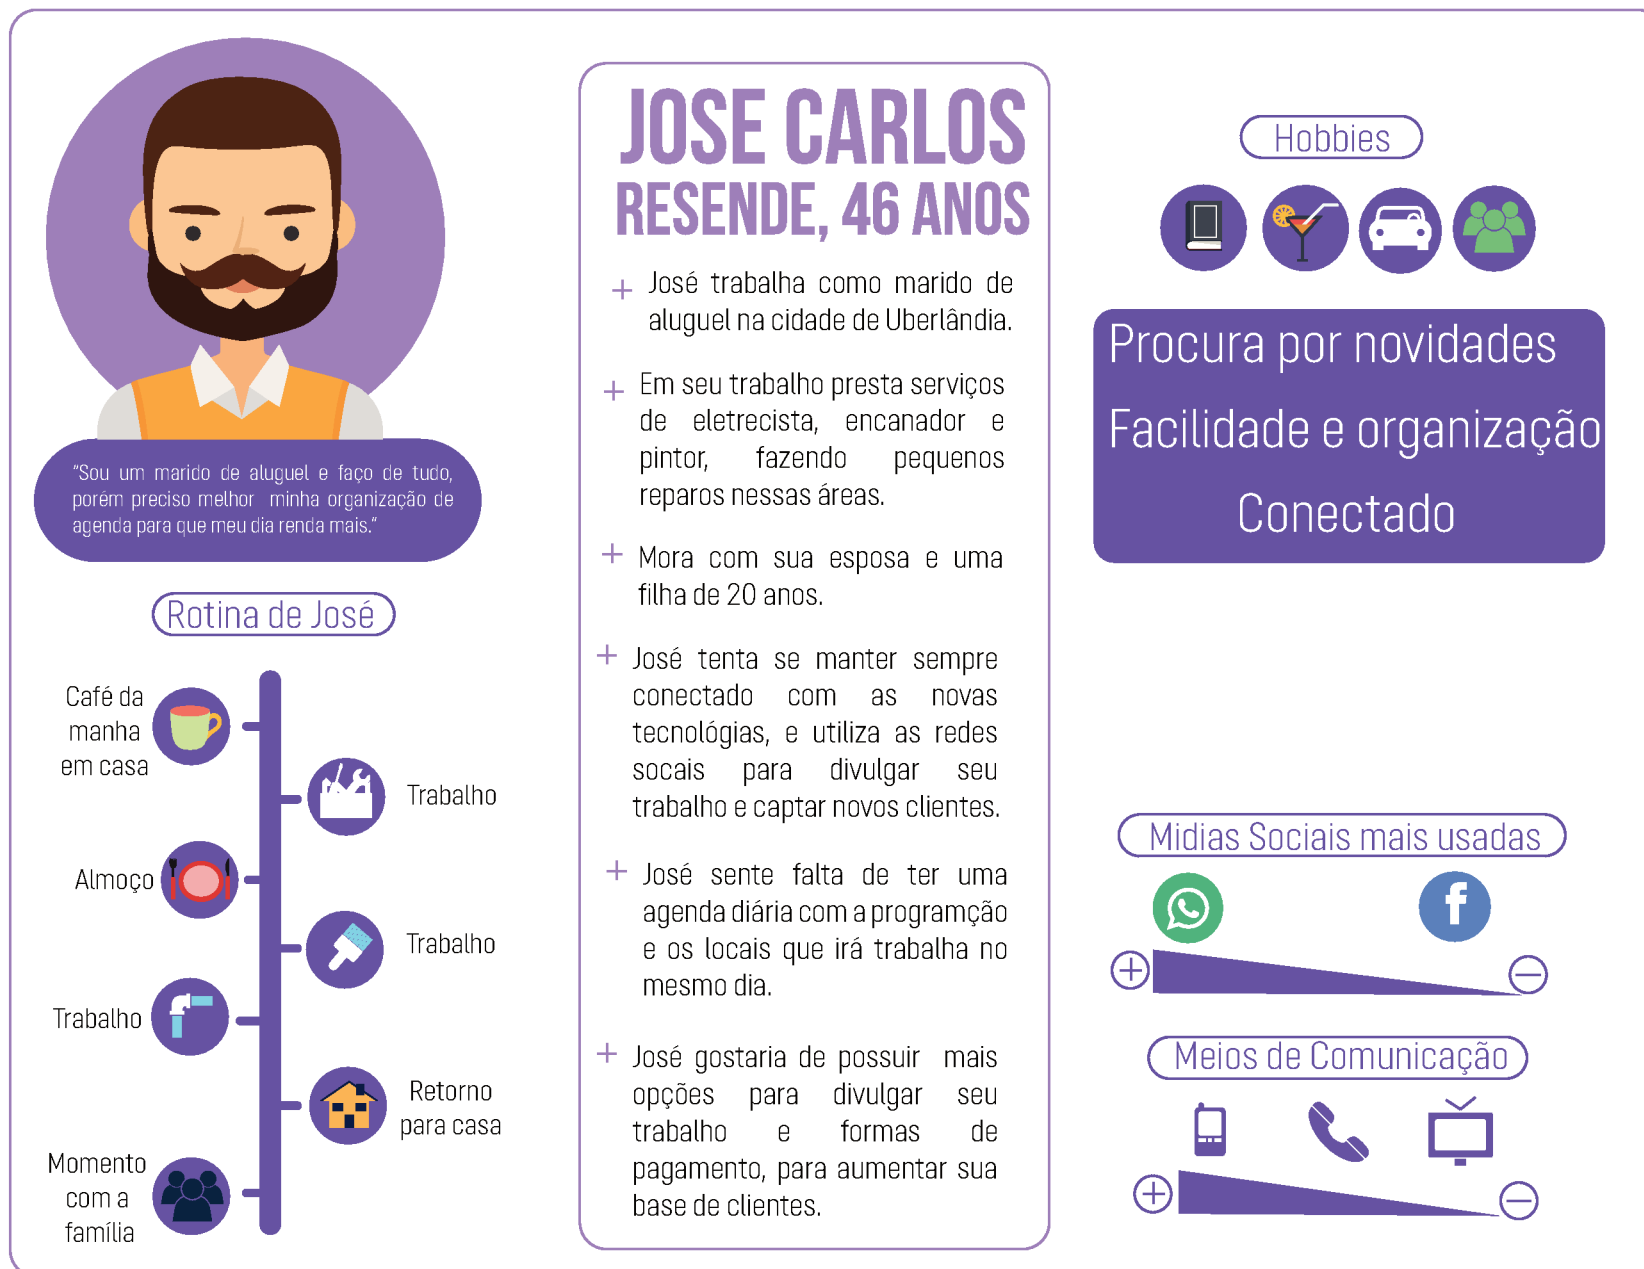 JOSE CARLOS
RESENDE, 46 ANOS
"Sou um marido de aluguel e faço de tudo,
porém preciso melhor minha organização de
agenda para que meu dia renda mais."
Rotina de José
Café da
manha
em casa
Trabalho
Almoço
Trabalho
Trabalho
Retorno
para casa
Momento
com a
família
+ José trabalha como marido de
aluguel na cidade de Uberlândia.
+ Em seu trabalho presta serviços
de eletrecista, encanador e
pintor, fazendo pequenos
reparos nessas áreas.
+ Mora com sua esposa e uma
filha de 20 anos.
+ José tenta se manter sempre
conectado com as novas
tecnológias, e utiliza as redes
socais para divulgar seu
trabalho e captar novos clientes.
+ José sente falta de ter uma
agenda diária com a programção
e os locais que irá trabalha no
mesmo dia.
+ José gostaria de possuir mais
opções para divulgar seu
trabalho e formas de
pagamento, para aumentar sua
base de clientes.
Hobbies
Procura por novidades
Facilidade e organização
Conectado
Midias Sociais mais usadas
f
+ −
Meios de Comunicação
+ −